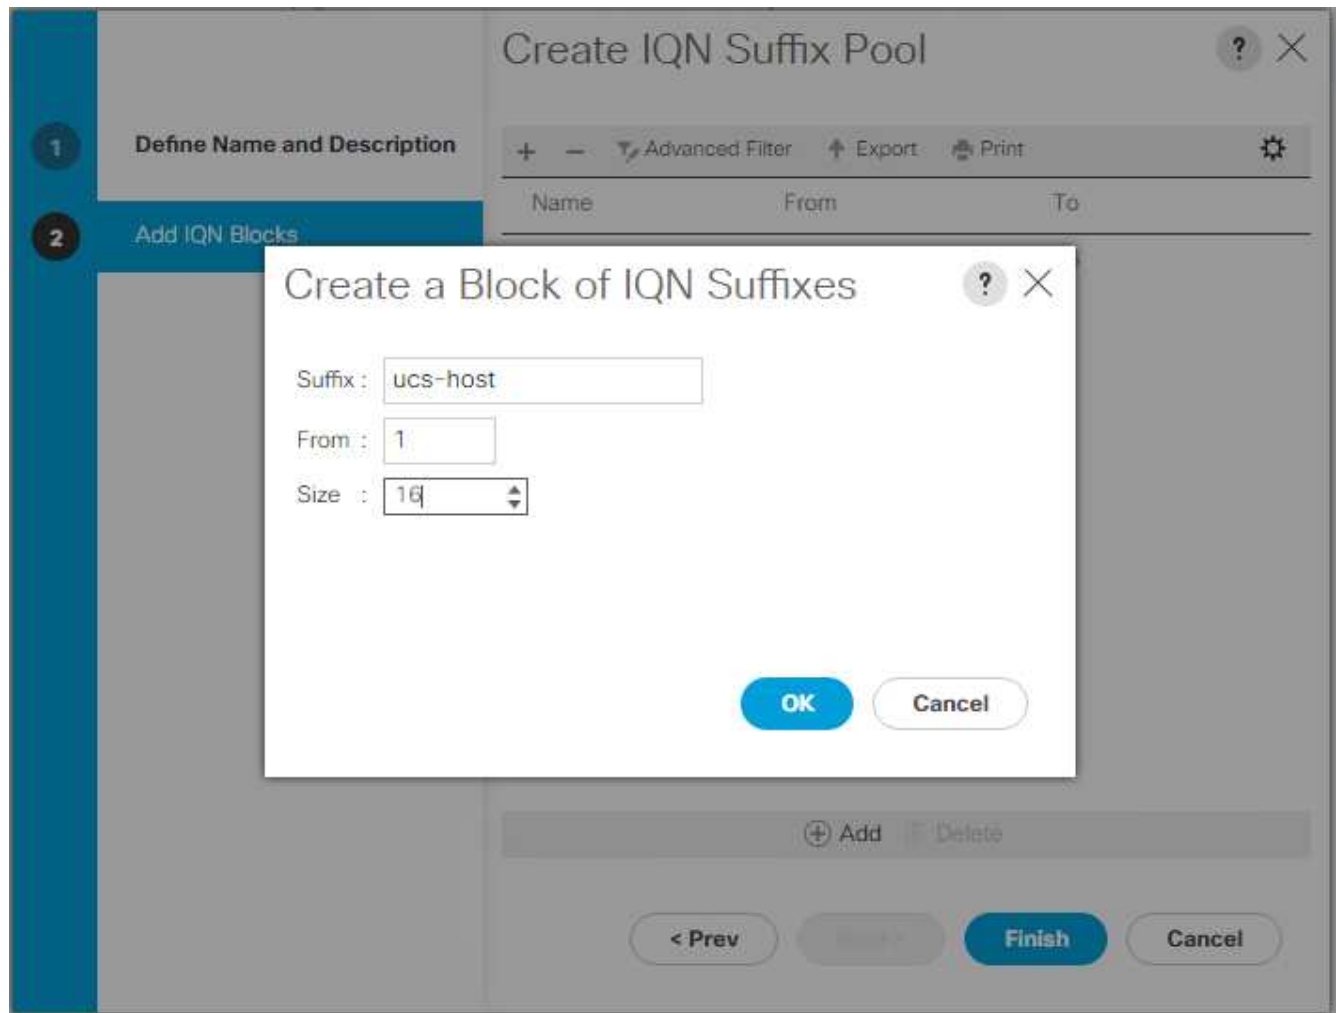 Create IQN Suffix Pool
?
1
Define Name and Description
+ − Advanced Filter Export Print
Name From To
2
Add IQN Blocks
Create a Block of IQN Suffixes
?
Suffix : ucs-host
From : 1
Size : 16
OK
Cancel
Add Delete
< Prev
Finish
Cancel